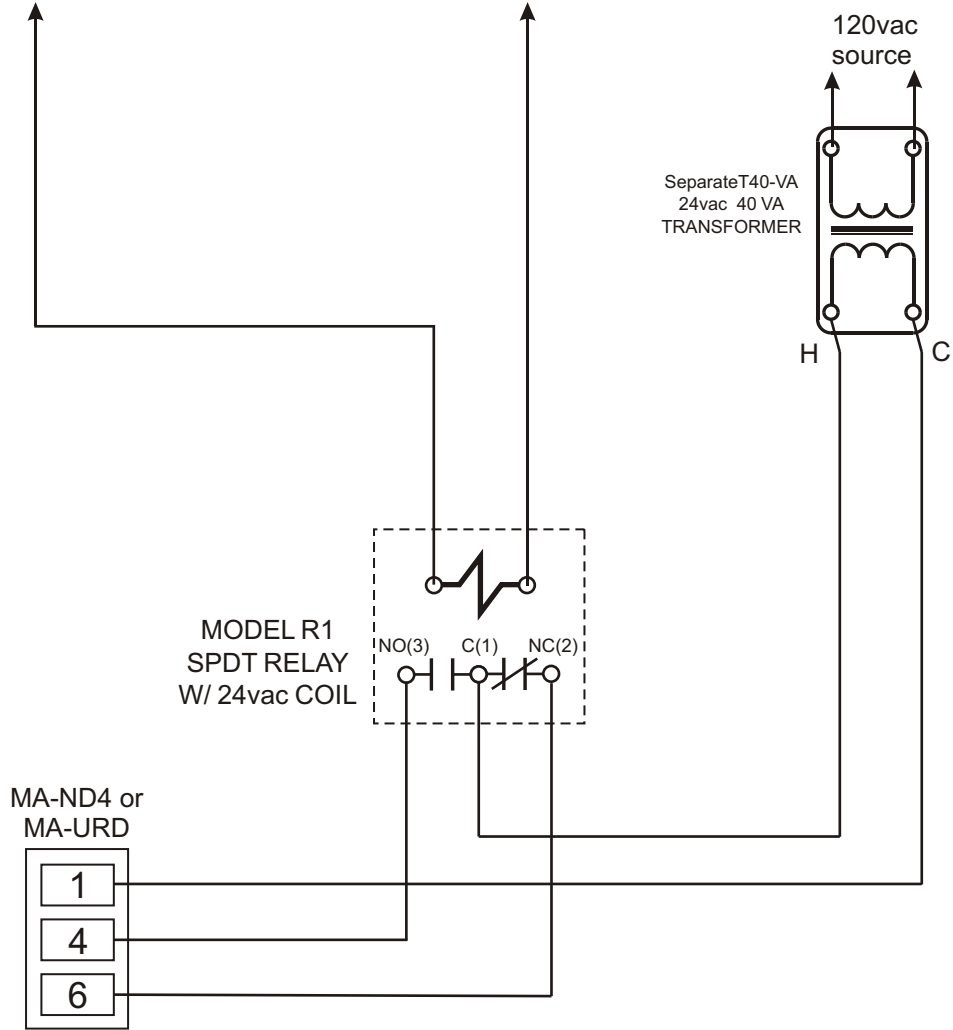 120vac
source
SeparateT40-VA
24vac 40 VA
TRANSFORMER
H
C
MODEL R1
SPDT RELAY
W/ 24vac COIL
NO(3)
C(1)
NC(2)
MA-ND4 or
MA-URD
1
4
6